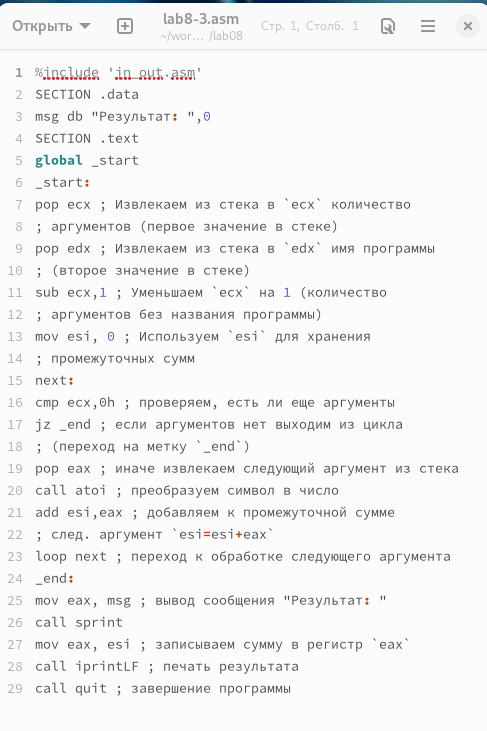 Открыть
lab8-3.asm
~/wor… /lab08
Стр. 1, Столб. 1
1 %include 'in_out.asm'
2 SECTION .data
3 msg db "Результат: ",0
4 SECTION .text
5 global _start
6 _start:
7 pop ecx ; Извлекаем из стека в `ecx` количество
8 ; аргументов (первое значение в стеке)
9 pop edx ; Извлекаем из стека в `edx` имя программы
10 ; (второе значение в стеке)
11 sub ecx,1 ; Уменьшаем `ecx` на 1 (количество
12 ; аргументов без названия программы)
13 mov esi, 0 ; Используем `esi` для хранения
14 ; промежуточных сумм
15 next:
16 cmp ecx,0h ; проверяем, есть ли еще аргументы
17 jz _end ; если аргументов нет выходим из цикла
18 ; (переход на метку `_end`)
19 pop eax ; иначе извлекаем следующий аргумент из стека
20 call atoi ; преобразуем символ в число
21 add esi,eax ; добавляем к промежуточной сумме
22 ; след. аргумент `esi=esi+eax`
23 loop next ; переход к обработке следующего аргумента
24 _end:
25 mov eax, msg ; вывод сообщения "Результат: "
26 call sprint
27 mov eax, esi ; записываем сумму в регистр `eax`
28 call iprintLF ; печать результата
29 call quit ; завершение программы